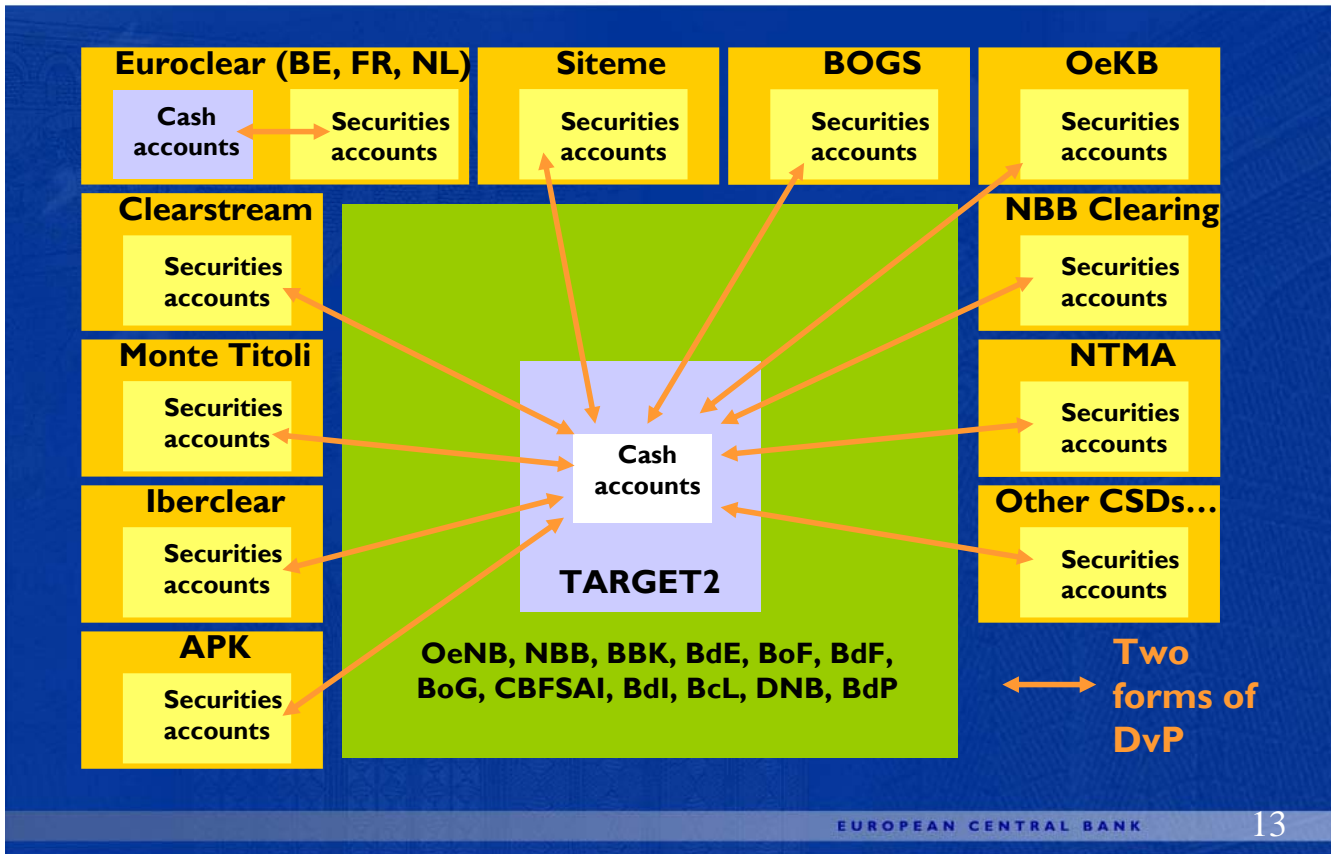 Euroclear (BE, FR, NL)
Cash
accounts
Securities
accounts
Siteme
Securities
accounts
BOGS
Securities
accounts
OeKB
Securities
accounts
Clearstream
Securities
accounts
NBB Clearing
Securities
accounts
Monte Titoli
Securities
accounts
NTMA
Securities
accounts
Iberclear
Securities
accounts
Other CSDs...
Securities
accounts
APK
Securities
accounts
Cash
accounts
TARGET2
OeNB, NBB, BBK, BdE, BoF, BdF,
BoG, CBFSAI, BdI, BcL, DNB, BdP
Two
forms of
DvP
EUROPEAN CENTRAL BANK
13